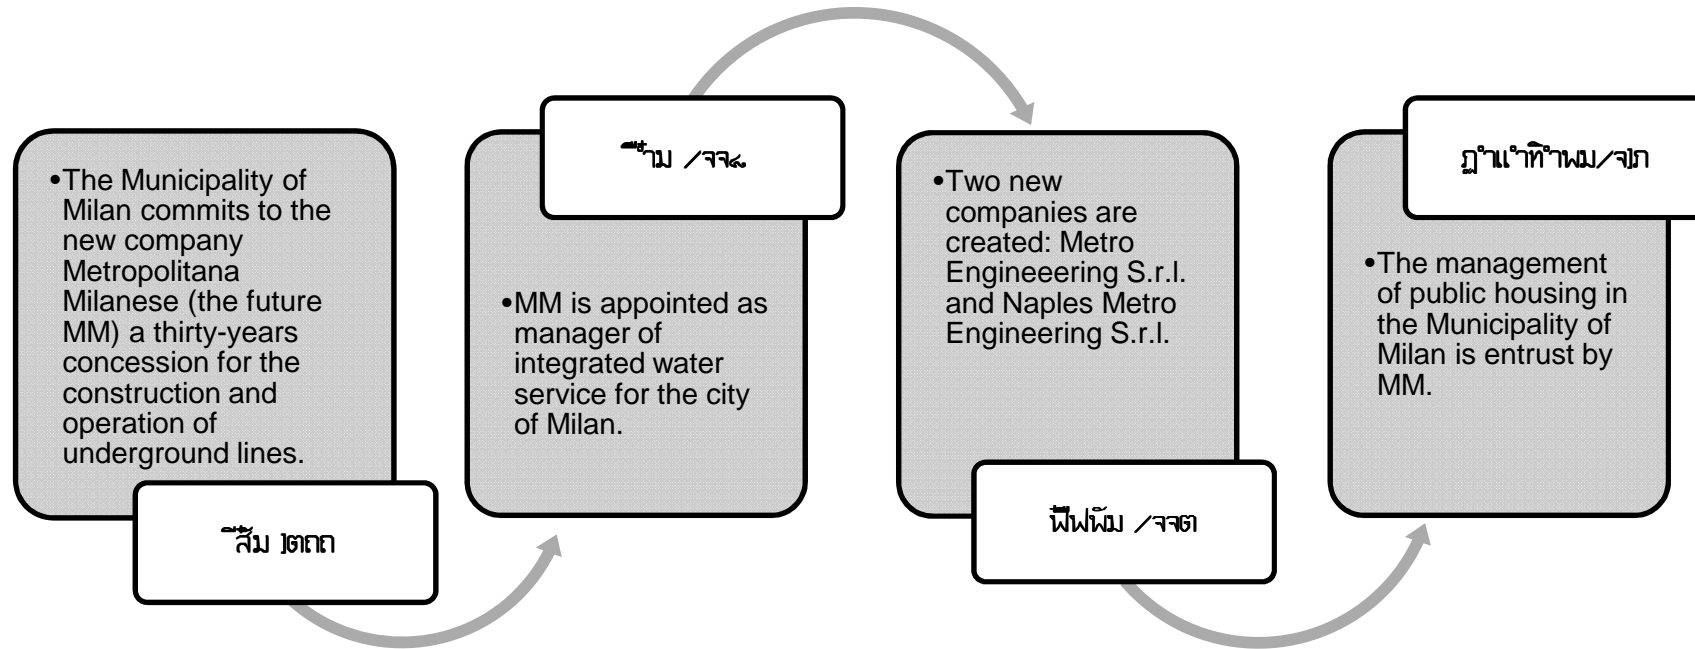 •The Municipality of
Milan commits to the
new company
Metropolitana
Milanese (the future
MM) a thirty-years
concession for the
construction and
operation of
underground lines.
•MM is appointed as
manager of
integrated water
service for the city
of Milan.
•Two new
companies are
created: Metro
Engineeering S.r.l.
and Naples Metro
Engineering S.r.l.
•The management
of public housing in
the Municipality of
Milan is entrust by
MM.